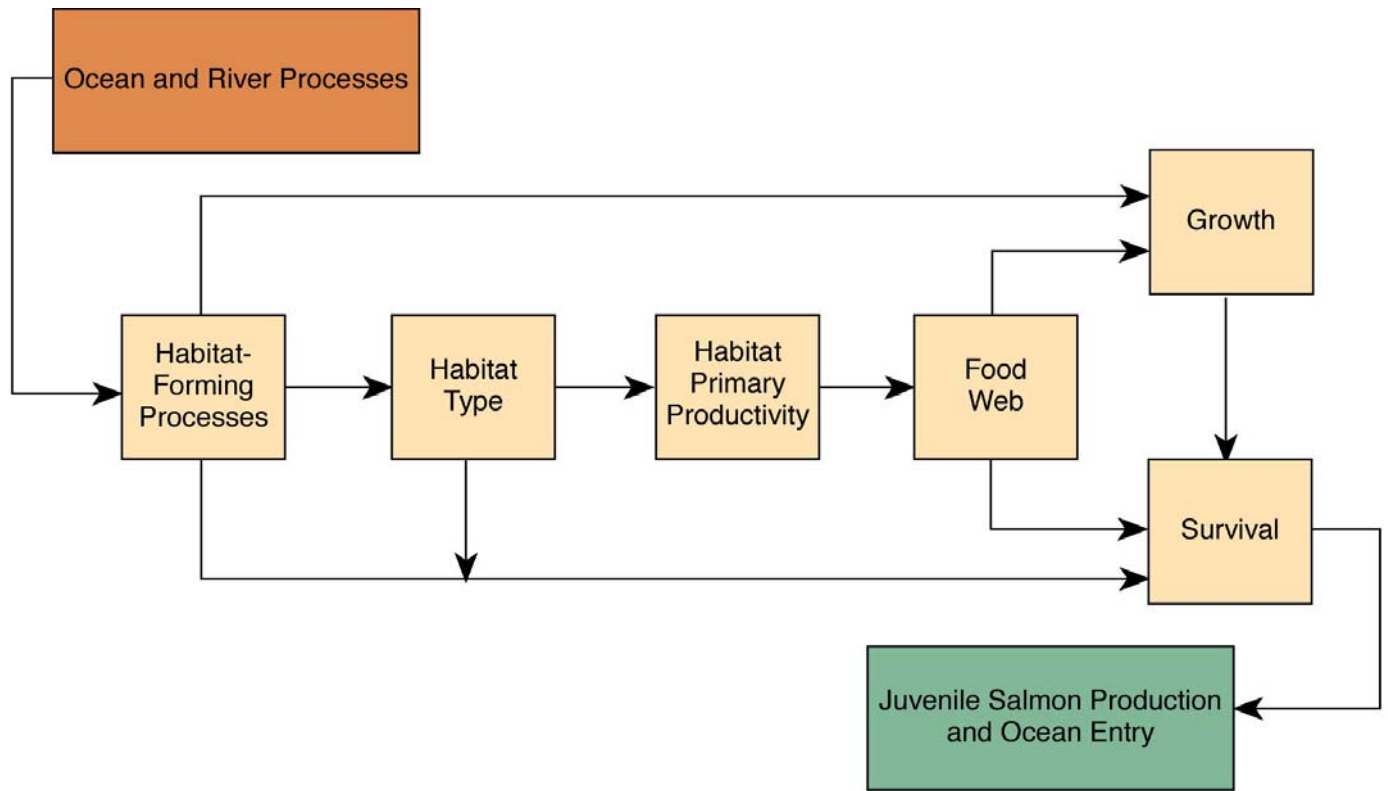 Ocean and River Processes
Growth
Habitat-
Forming
Processes
Habitat
Type
Habitat
Primary
Productivity
Food
Web
Survival
Juvenile Salmon Production
and Ocean Entry